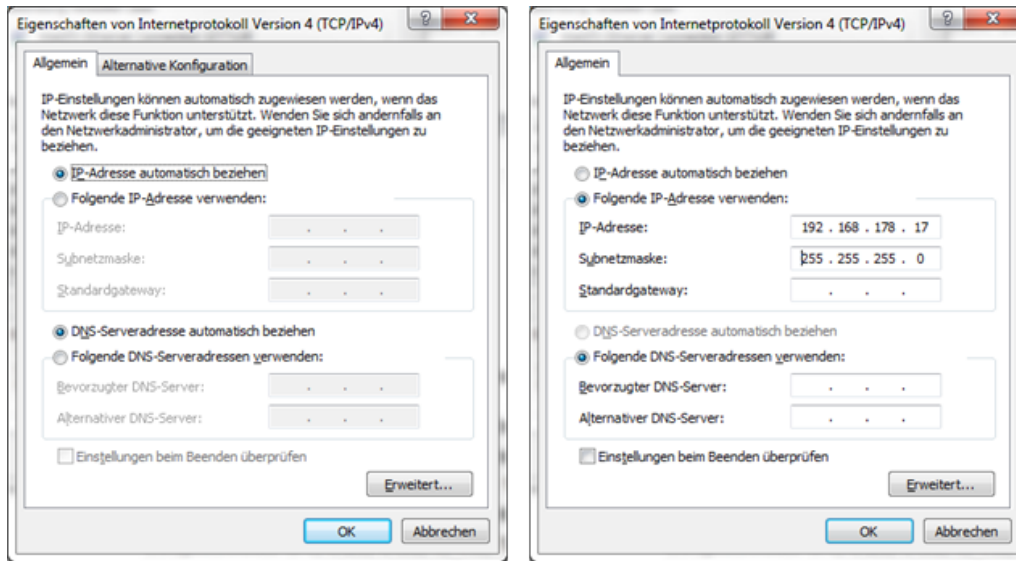 Eigenschaften von Internetprotokoll Version 4 (TCP/IPv4)
Allgemein
Alternative Konfiguration
IP-Einstellungen können automatisch zugewiesen werden, wenn das
Netzwerk diese Funktion unterstützt. Wenden Sie sich andernfalls an
den Netzwerkadministrator, um die geeigneten IP-Einstellungen zu
beziehen.
IP-Adresse automatisch beziehen
Folgende IP-Adresse verwenden:
IP-Adresse:
Subnetzmaske:
Standardgateway:
DNS-Serveradresse automatisch beziehen
Folgende DNS-Serveradressen verwenden:
Bevorzugter DNS-Server:
Alternativer DNS-Server:
Einstellungen beim Beenden überprüfen
Erweitert...
OK
Abbrechen
Eigenschaften von Internetprotokoll Version 4 (TCP/IPv4)
Allgemein
IP-Einstellungen können automatisch zugewiesen werden, wenn das
Netzwerk diese Funktion unterstützt. Wenden Sie sich andernfalls an
den Netzwerkadministrator, um die geeigneten IP-Einstellungen zu
beziehen.
IP-Adresse automatisch beziehen
Folgende IP-Adresse verwenden:
IP-Adresse: 192 . 168 . 178 . 17
Subnetzmaske: 255 . 255 . 255 . 0
Standardgateway:
DNS-Serveradresse automatisch beziehen
Folgende DNS-Serveradressen verwenden:
Bevorzugter DNS-Server:
Alternativer DNS-Server:
Einstellungen beim Beenden überprüfen
Erweitert...
OK
Abbrechen